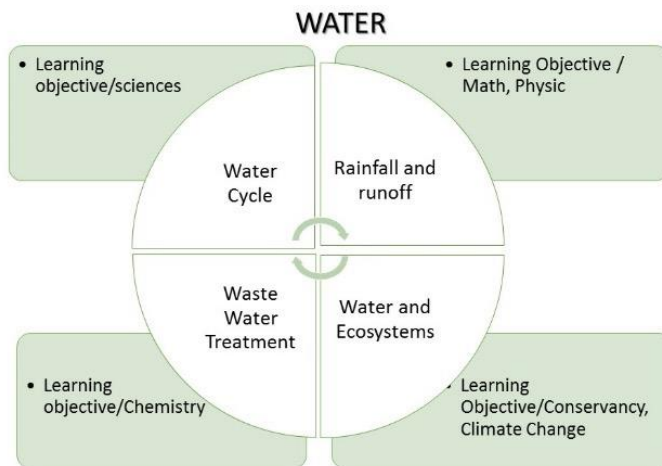 WATER
• Learning
objective/sciences
• Learning Objective /
Math, Physic
Water
Cycle
Rainfall and
runoff
Waste
Water
Treatment
Water and
Ecosystems
• Learning
objective/Chemistry
• Learning
Objective/Conservancy,
Climate Change